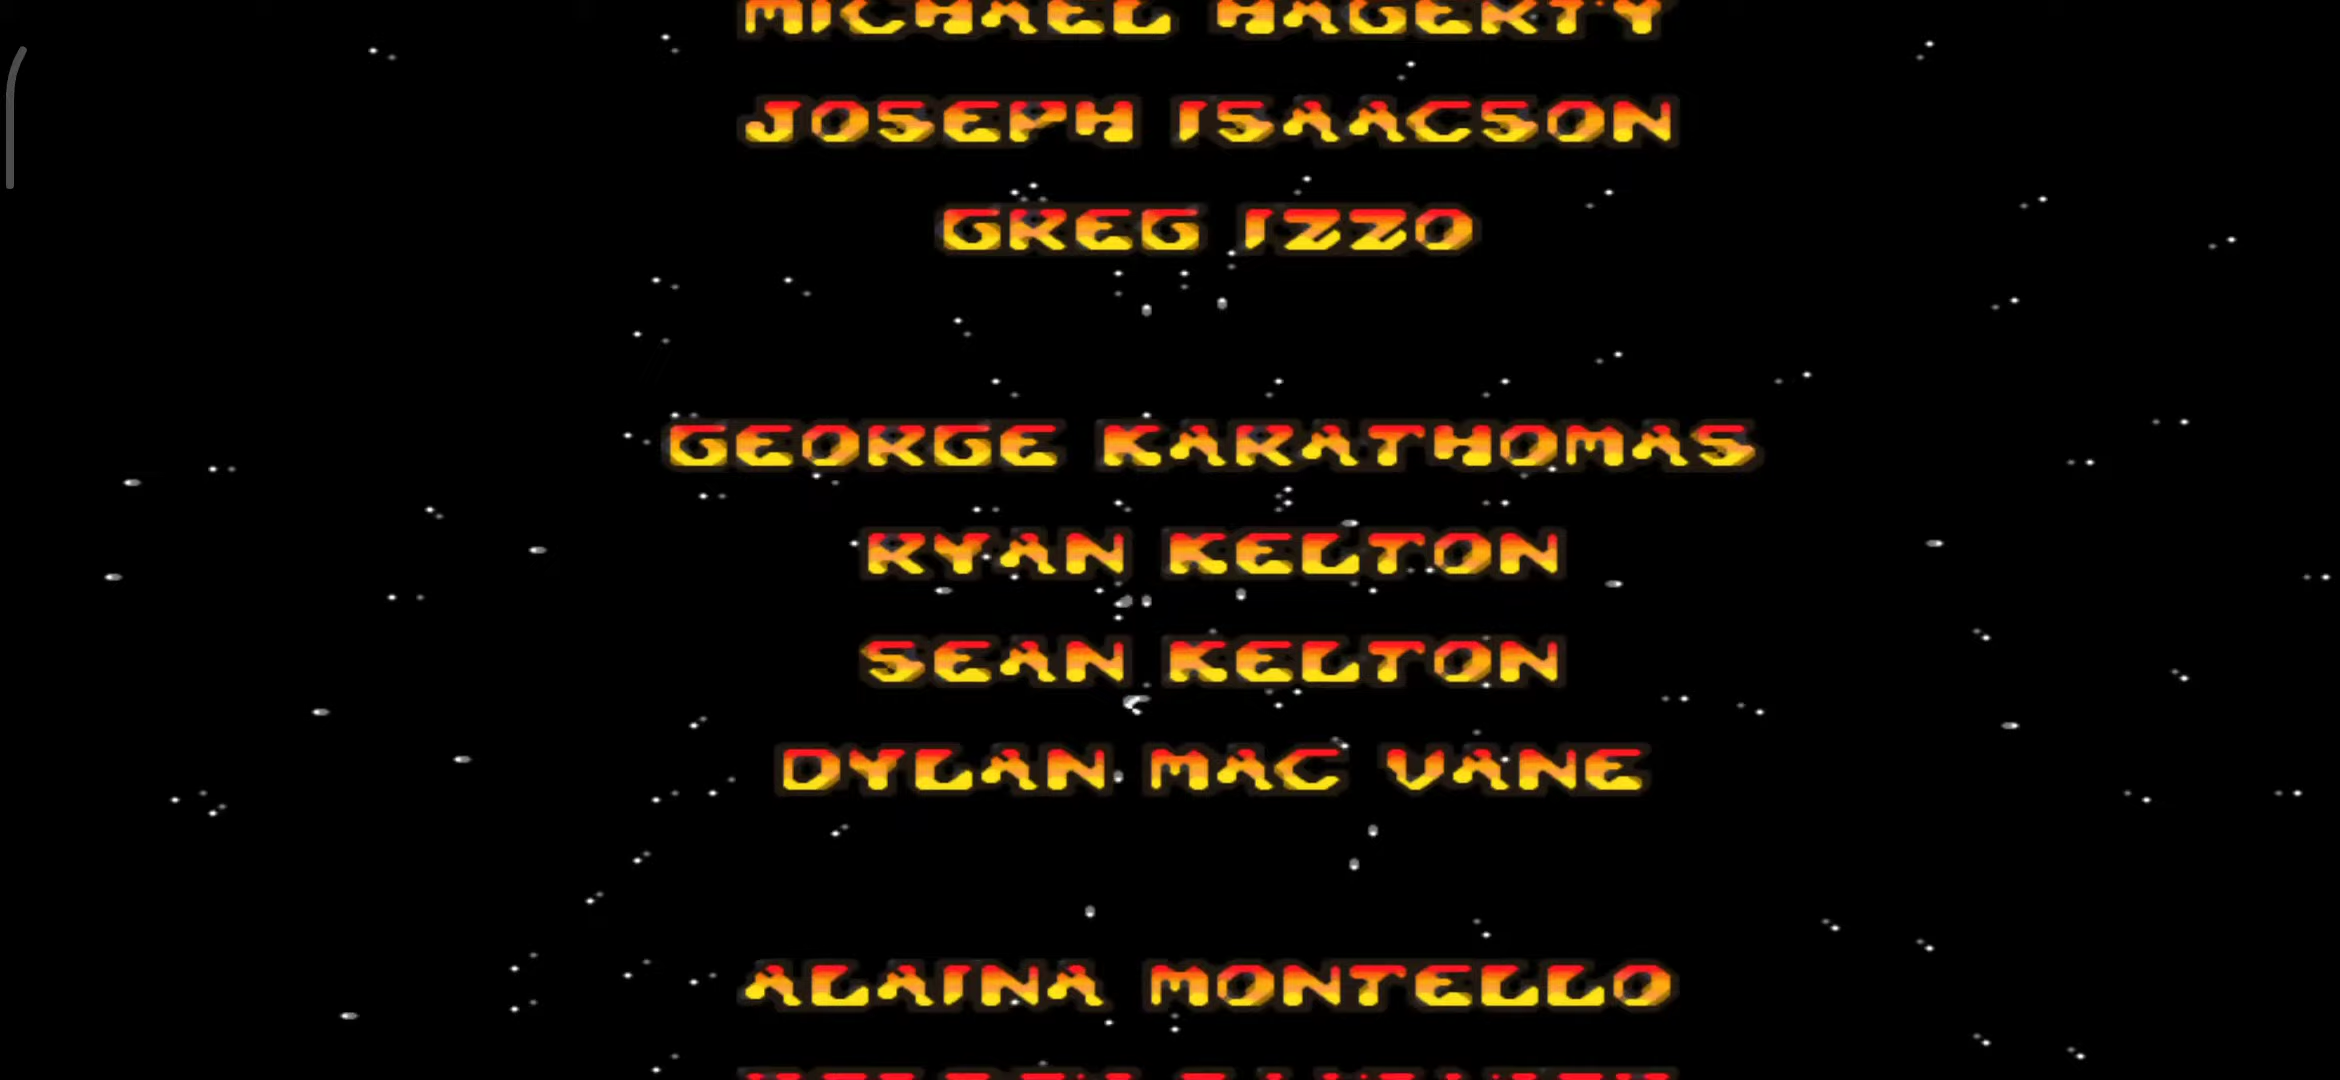 MICHAEL HAGERTY
JOSEPH ISAACSON
GREG IZZO
GEORGE KARATHOMAS
RYAN KELTON
SEAN KELTON
DYLAN MAC VANE
ALAINA MONTELLO